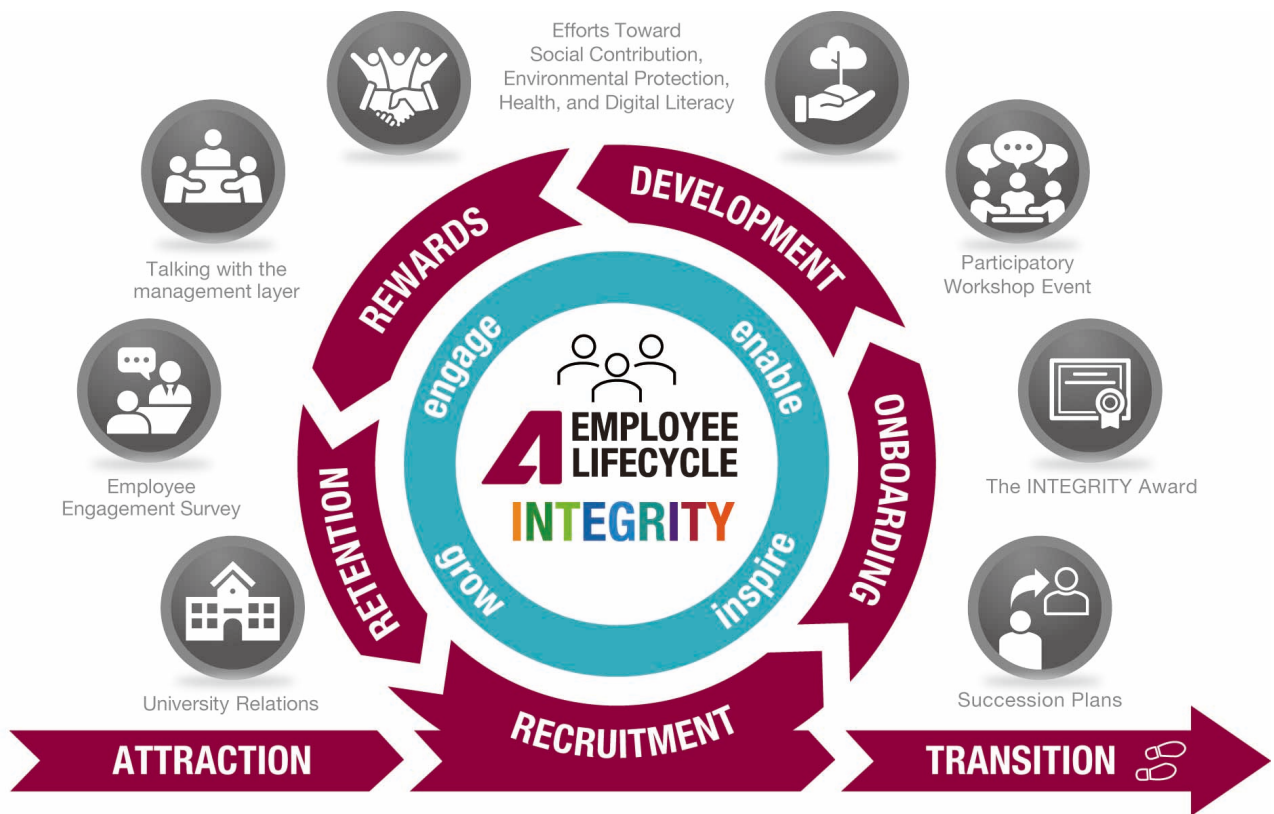 Efforts Toward
Social Contribution,
Environmental Protection,
Health, and Digital Literacy
Talking with the
management layer
Participatory
Workshop Event
Employee
Engagement Survey
The INTEGRITY Award
University Relations
Succession Plans
REWARDS
DEVELOPMENT
ONBOARDING
RETENTION
engage
enable
grow
inspire
A
EMPLOYEE
LIFECYCLE
INTEGRITY
ATTRACTION
RECRUITMENT
TRANSITION